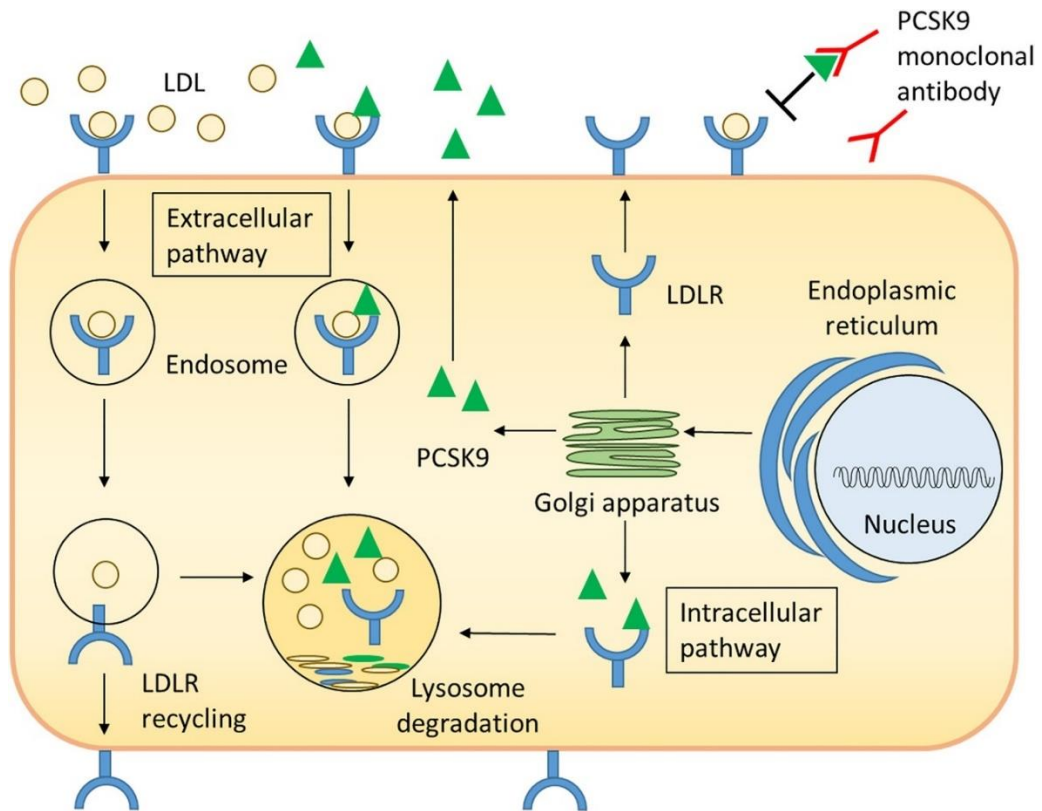 PCSK9
monoclonal
antibody
LDL
Extracellular
pathway
LDLR
Endoplasmic
reticulum
Endosome
PCSK9
Golgi apparatus
Nucleus
Intracellular
pathway
LDLR
recycling
Lysosome
degradation